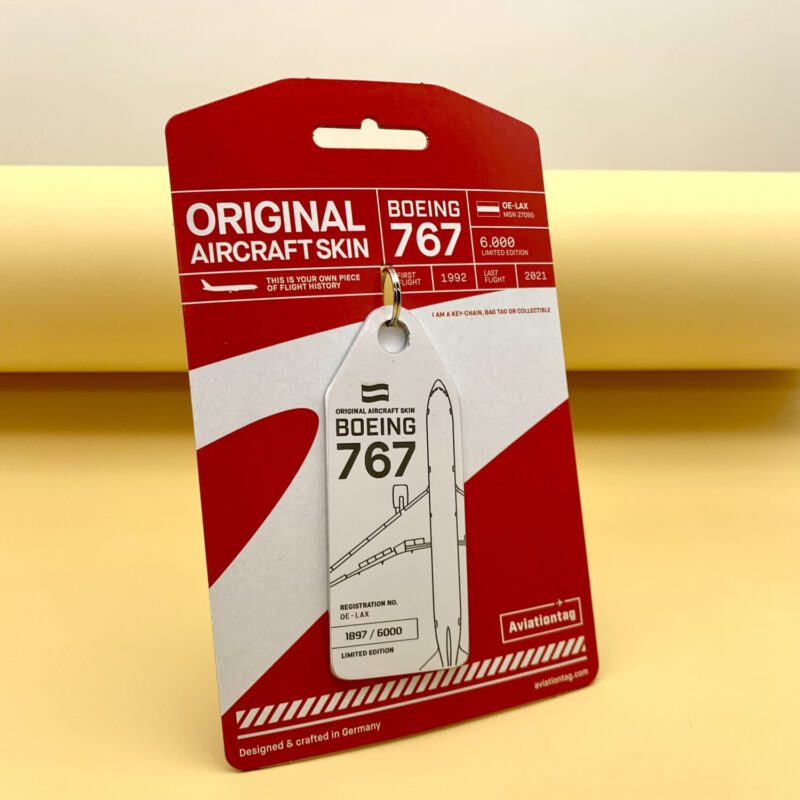 ORIGINAL
AIRCRAFT SKIN
BOEING
767
OE-LAX
MSN 27095
6.000
LIMITED EDITION
THIS IS YOUR OWN PIECE
OF FLIGHT HISTORY
FIRST
FLIGHT
1992
LAST
FLIGHT
2021
I AM A KEY-CHAIN, BAG TAG OR COLLECTIBLE
ORIGINAL AIRCRAFT SKIN
BOEING
767
REGISTRATION NO.
OE-LAX
1897 / 6000
LIMITED EDITION
Aviationtag
aviationtag.com
Designed & crafted in Germany